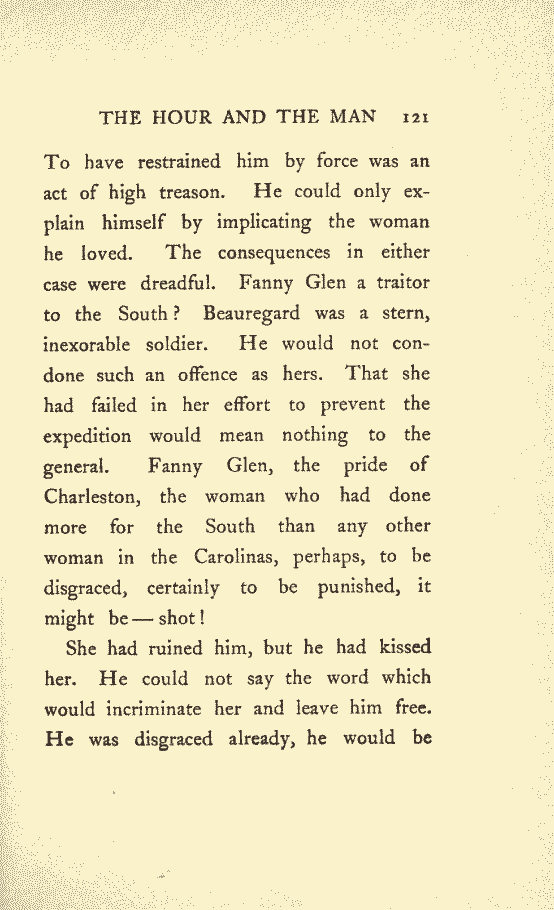 THE HOUR AND THE MAN 121
To have restrained him by force was an
act of high treason. He could only ex-
plain himself by implicating the woman
he loved. The consequences in either
case were dreadful. Fanny Glen a traitor
to the South? Beauregard was a stern,
inexorable soldier. He would not con-
done such an offence as hers. That she
had failed in her effort to prevent the
expedition would mean nothing to the
general. Fanny Glen, the pride of
Charleston, the woman who had done
more for the South than any other
woman in the Carolinas, perhaps, to be
disgraced, certainly to be punished, it
might be — shot!
She had ruined him, but he had kissed
her. He could not say the word which
would incriminate her and leave him free.
He was disgraced already, he would be